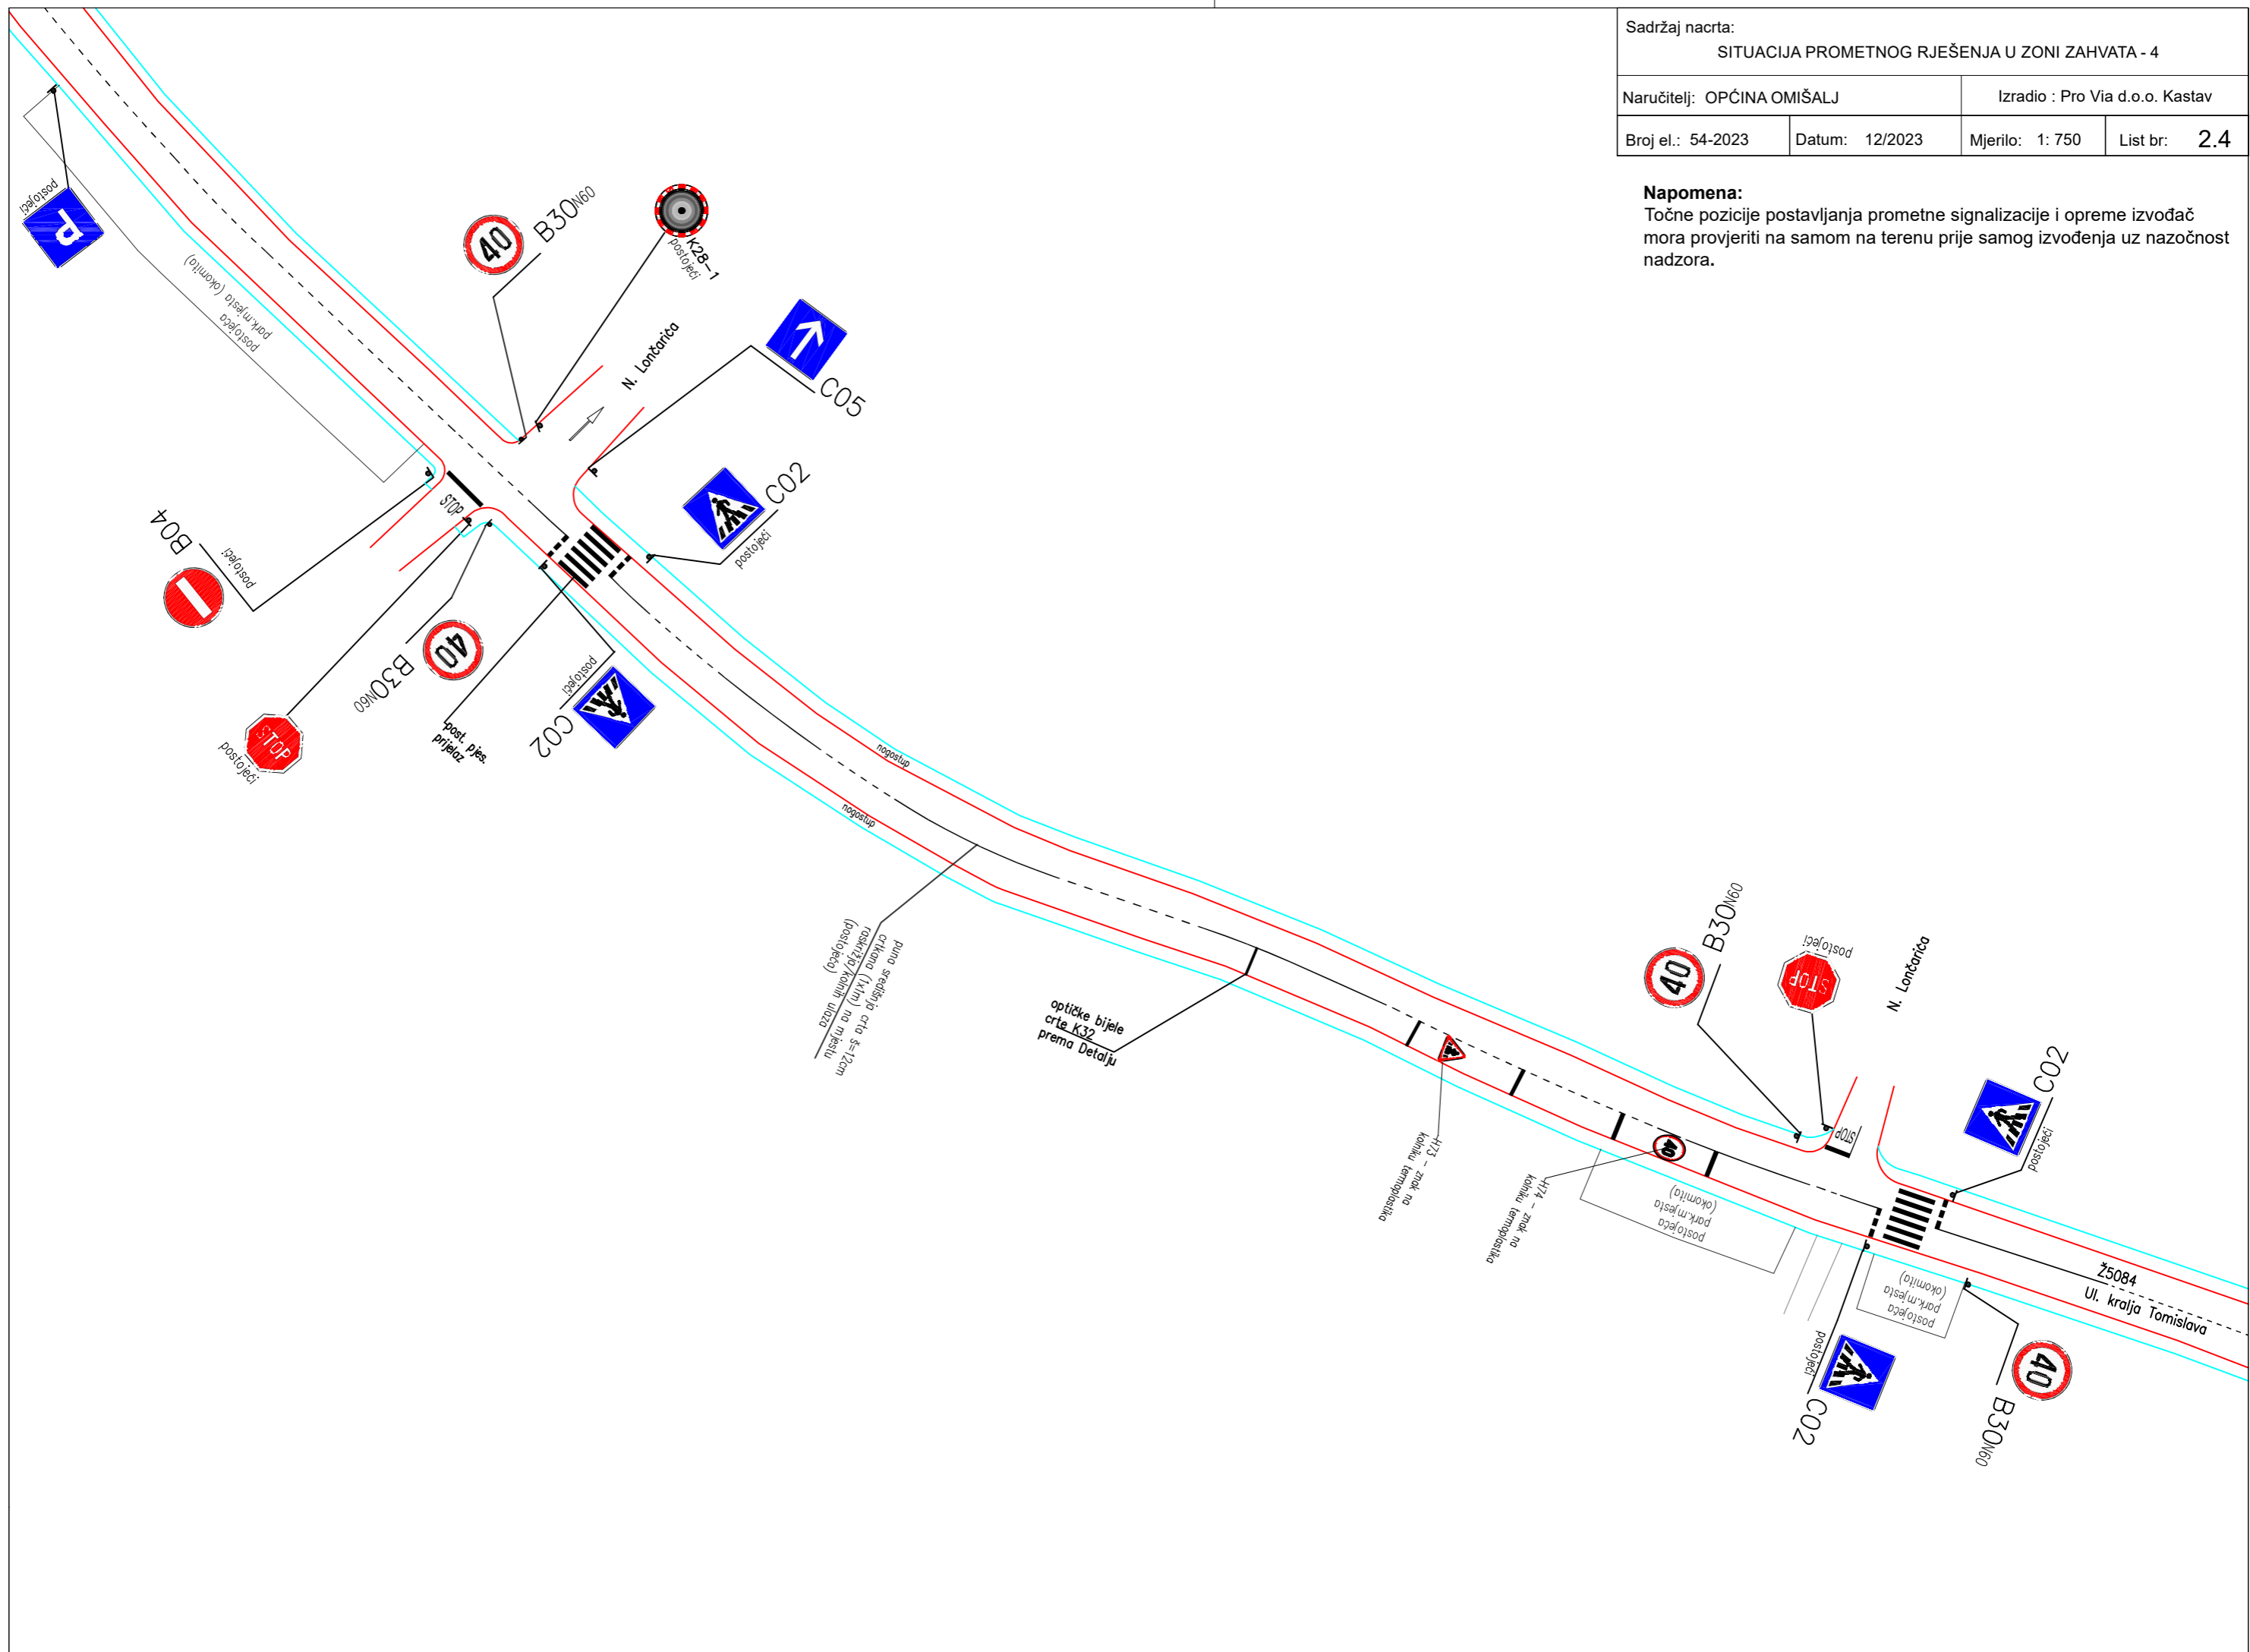 Sadržaj nacrta:
SITUACIJA PROMETNOG RJEŠENJA U ZONI ZAHVATA - 4
Naručitelj: OPĆINA OMIŠALJ
Izradio : Pro Via d.o.o. Kastav
Broj el.: 54-2023
Datum: 12/2023
Mjerilo: 1: 750
List br: 2.4
Napomena:
Točne pozicije postavljanja prometne signalizacije i opreme izvođač
mora provjeriti na samom na terenu prije samog izvođenja uz nazočnost
nadzora.
postojeći
P
postojeća
park.mjesta (okomita)
40
B30N60
K28-1
postojeći
N. Lončarića
C05
C02
postojeći
STOP
B04
postojeći
40
B30N60
STOP
postojeći
post. pjes.
prijelaz
postojeći
C02
nogostup
nogostup
puna središnja crta š=12cm
crtkana (1x1m) na mjestu
raskrižja/kolnih ulaza
(postojeća)
optičke bijele
crte K32
prema Detalju
H73 - znak na
kolniku termoplastika
40
H74 - znak na
kolniku termoplastika
postojeća
park.mjesta
(okomita)
40
B30N60
postojeći
STOP
STOP
N. Lončarića
C02
postojeći
postojeća
park.mjesta
(okomita)
Ž5084
Ul. kralja Tomislava
postojeći
C02
40
B30N60